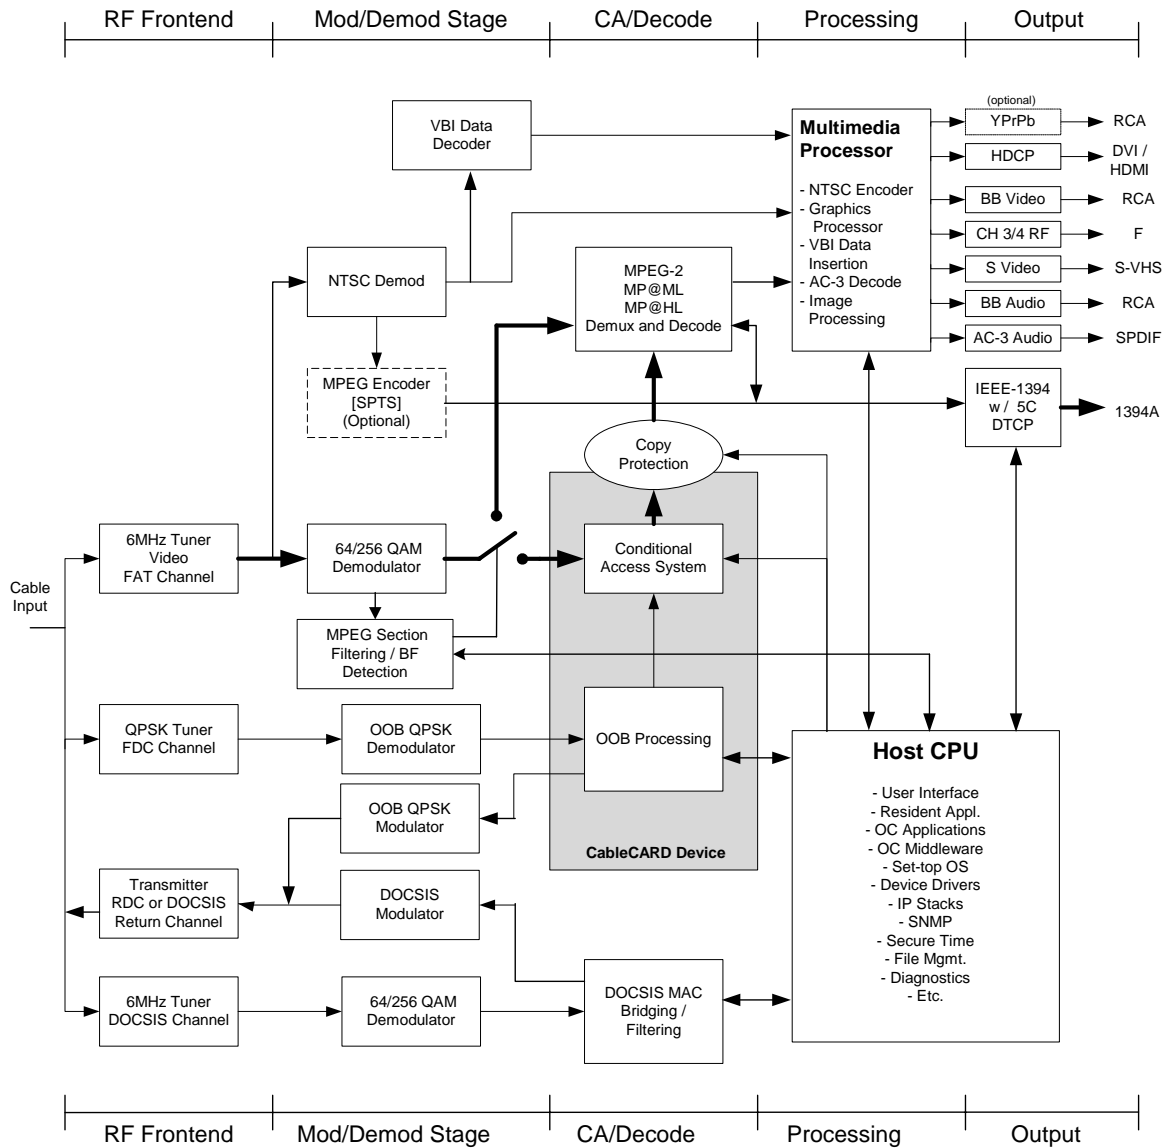 RF Frontend
Mod/Demod Stage
CA/Decode
Processing
Output
VBI Data
Decoder
NTSC Demod
MPEG Encoder
[SPTS]
(Optional)
MPEG-2
MP@ML
MP@HL
Demux and Decode
Multimedia
Processor
- NTSC Encoder
- Graphics
Processor
- VBI Data
Insertion
- AC-3 Decode
- Image
Processing
(optional)
YPrPb
RCA
HDCP
DVI /
HDMI
BB Video
RCA
CH 3/4 RF
F
S Video
S-VHS
BB Audio
RCA
AC-3 Audio
SPDIF
IEEE-1394
w / 5C
DTCP
1394A
Copy
Protection
Cable
Input
6MHz Tuner
Video
FAT Channel
64/256 QAM
Demodulator
Conditional
Access System
MPEG Section
Filtering / BF
Detection
QPSK Tuner
FDC Channel
OOB QPSK
Demodulator
OOB Processing
OOB QPSK
Modulator
CableCARD Device
Transmitter
RDC or DOCSIS
Return Channel
DOCSIS
Modulator
6MHz Tuner
DOCSIS Channel
64/256 QAM
Demodulator
DOCSIS MAC
Bridging /
Filtering
Host CPU
- User Interface
- Resident Appl.
- OC Applications
- OC Middleware
- Set-top OS
- Device Drivers
- IP Stacks
- SNMP
- Secure Time
- File Mgmt.
- Diagnostics
- Etc.
RF Frontend
Mod/Demod Stage
CA/Decode
Processing
Output